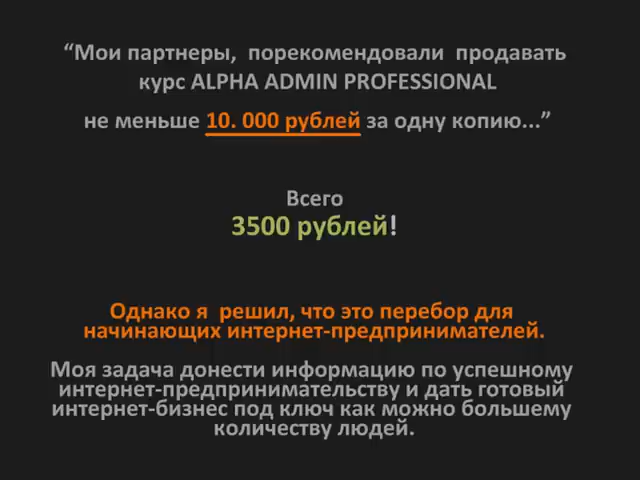 “Мои партнеры, порекомендовали продавать
курс ALPHA ADMIN PROFESSIONAL
не меньше 10. 000 рублей за одну копию...”
Всего
3500 рублей!
Однако я решил, что это перебор для
начинающих интернет-предпринимателей.
Моя задача донести информацию по успешному
интернет-предпринимательству и дать готовый
интернет-бизнес под ключ как можно большему
количеству людей.